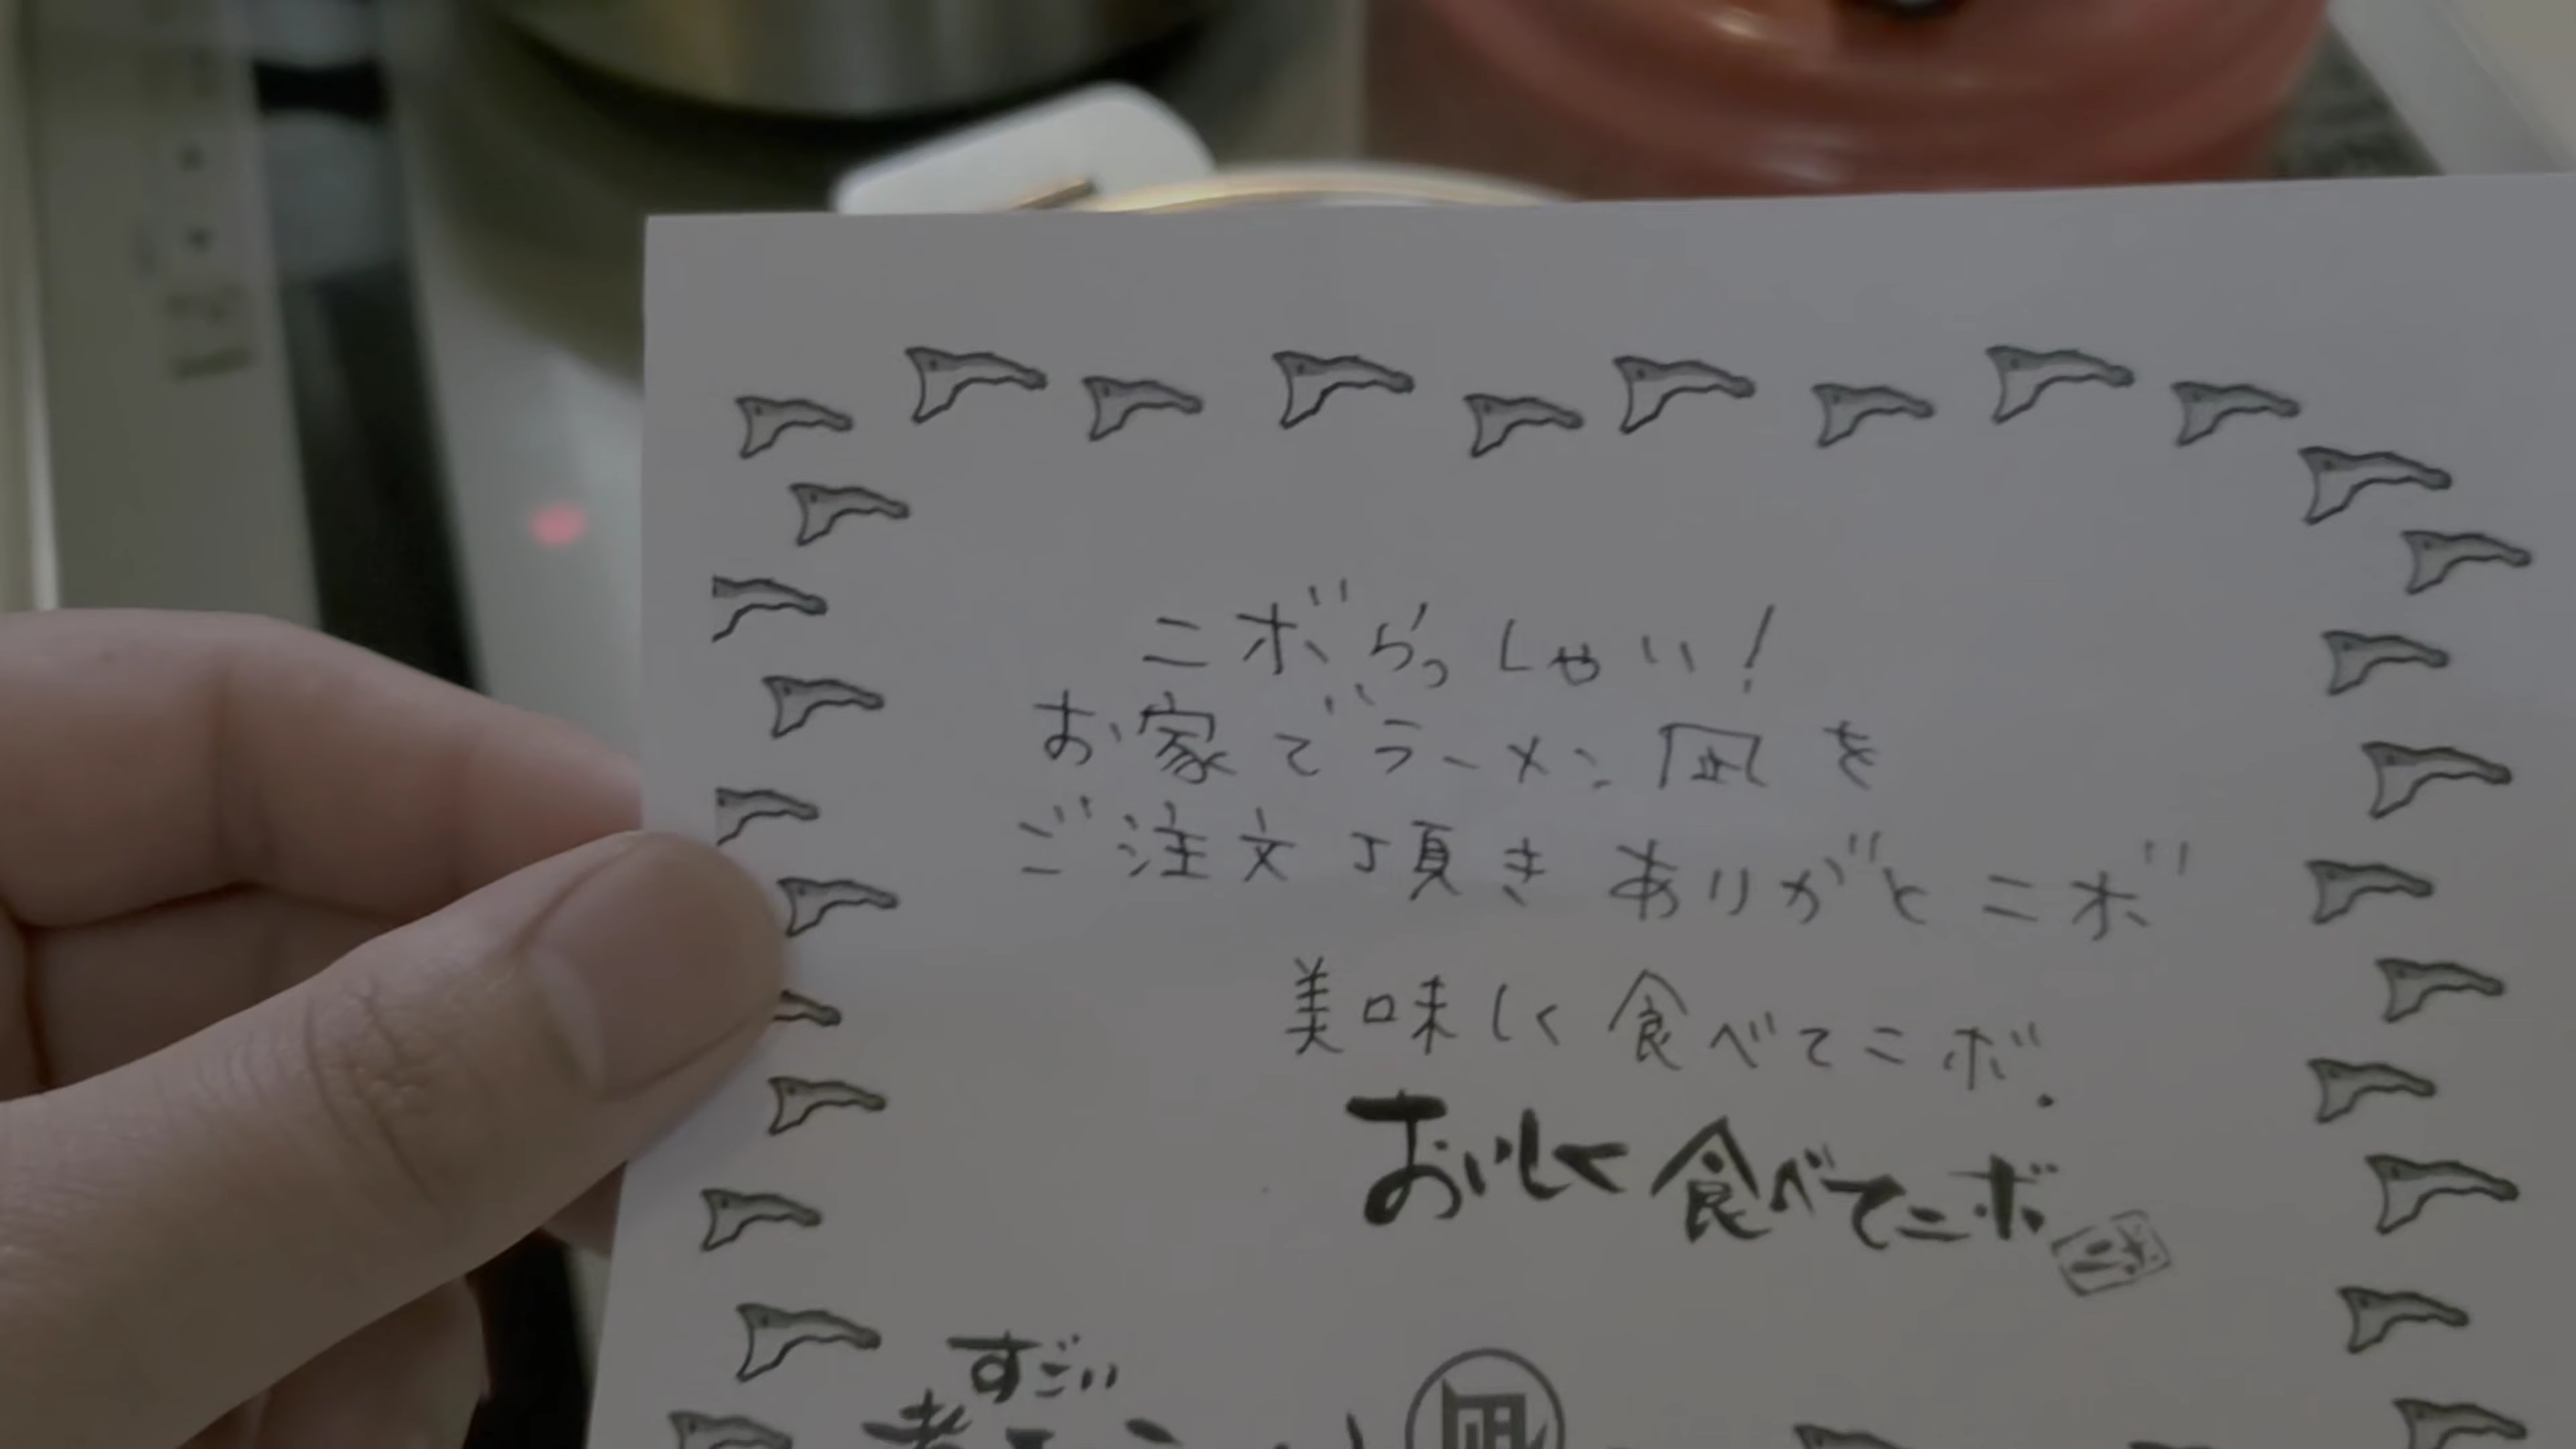 ニボらっしゃい!
お家でラーメン凪を
ご注文頂きありがとニボ
美味しく食べてニボ.
おいしく食べてニボ
すごい
凪